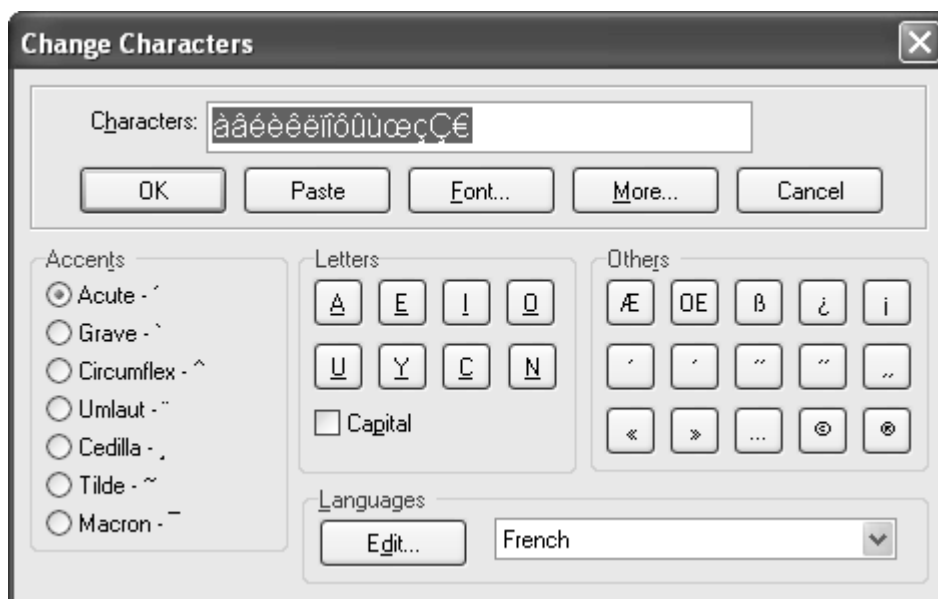 Change Characters
Characters: àâéèêëïîôûùœçÇ€
OK Paste Font... More... Cancel
Accents
Acute - ´
Grave - `
Circumflex - ^
Umlaut - ¨
Cedilla - ¸
Tilde - ~
Macron - ¯
Letters
A E I O
U Y C N
Capital
Others
Æ OE ß ¿ ¡
« » ... © ®
Languages
Edit... French